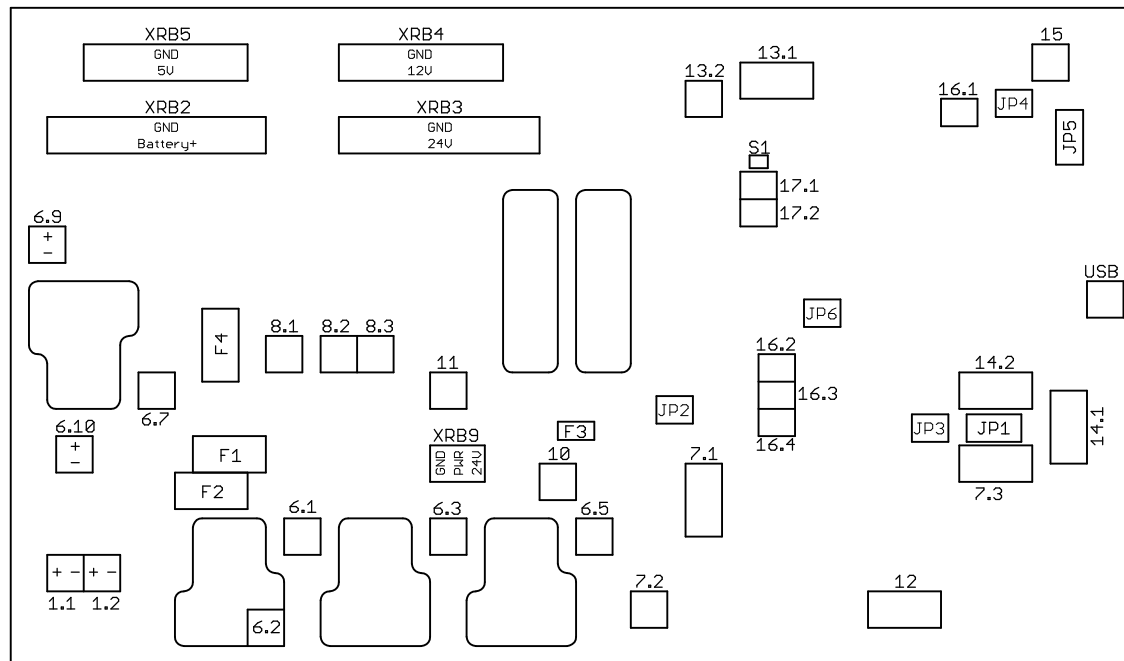 XRB5
GND
5V
XRB4
GND
12V
XRB2
GND
Battery+
XRB3
GND
24V
13.1
13.2
15
16.1
JP4
JP5
S1
17.1
17.2
6.9
+
-
USB
JP6
F4
8.1
8.2
8.3
11
16.2
16.3
16.4
14.2
14.1
JP2
JP3
JP1
7.3
6.7
6.10
+
-
F1
F2
XRB9
GND
PWR
24V
F3
10
7.1
6.1
6.3
6.5
+ - + -
1.1 1.2
6.2
7.2
12